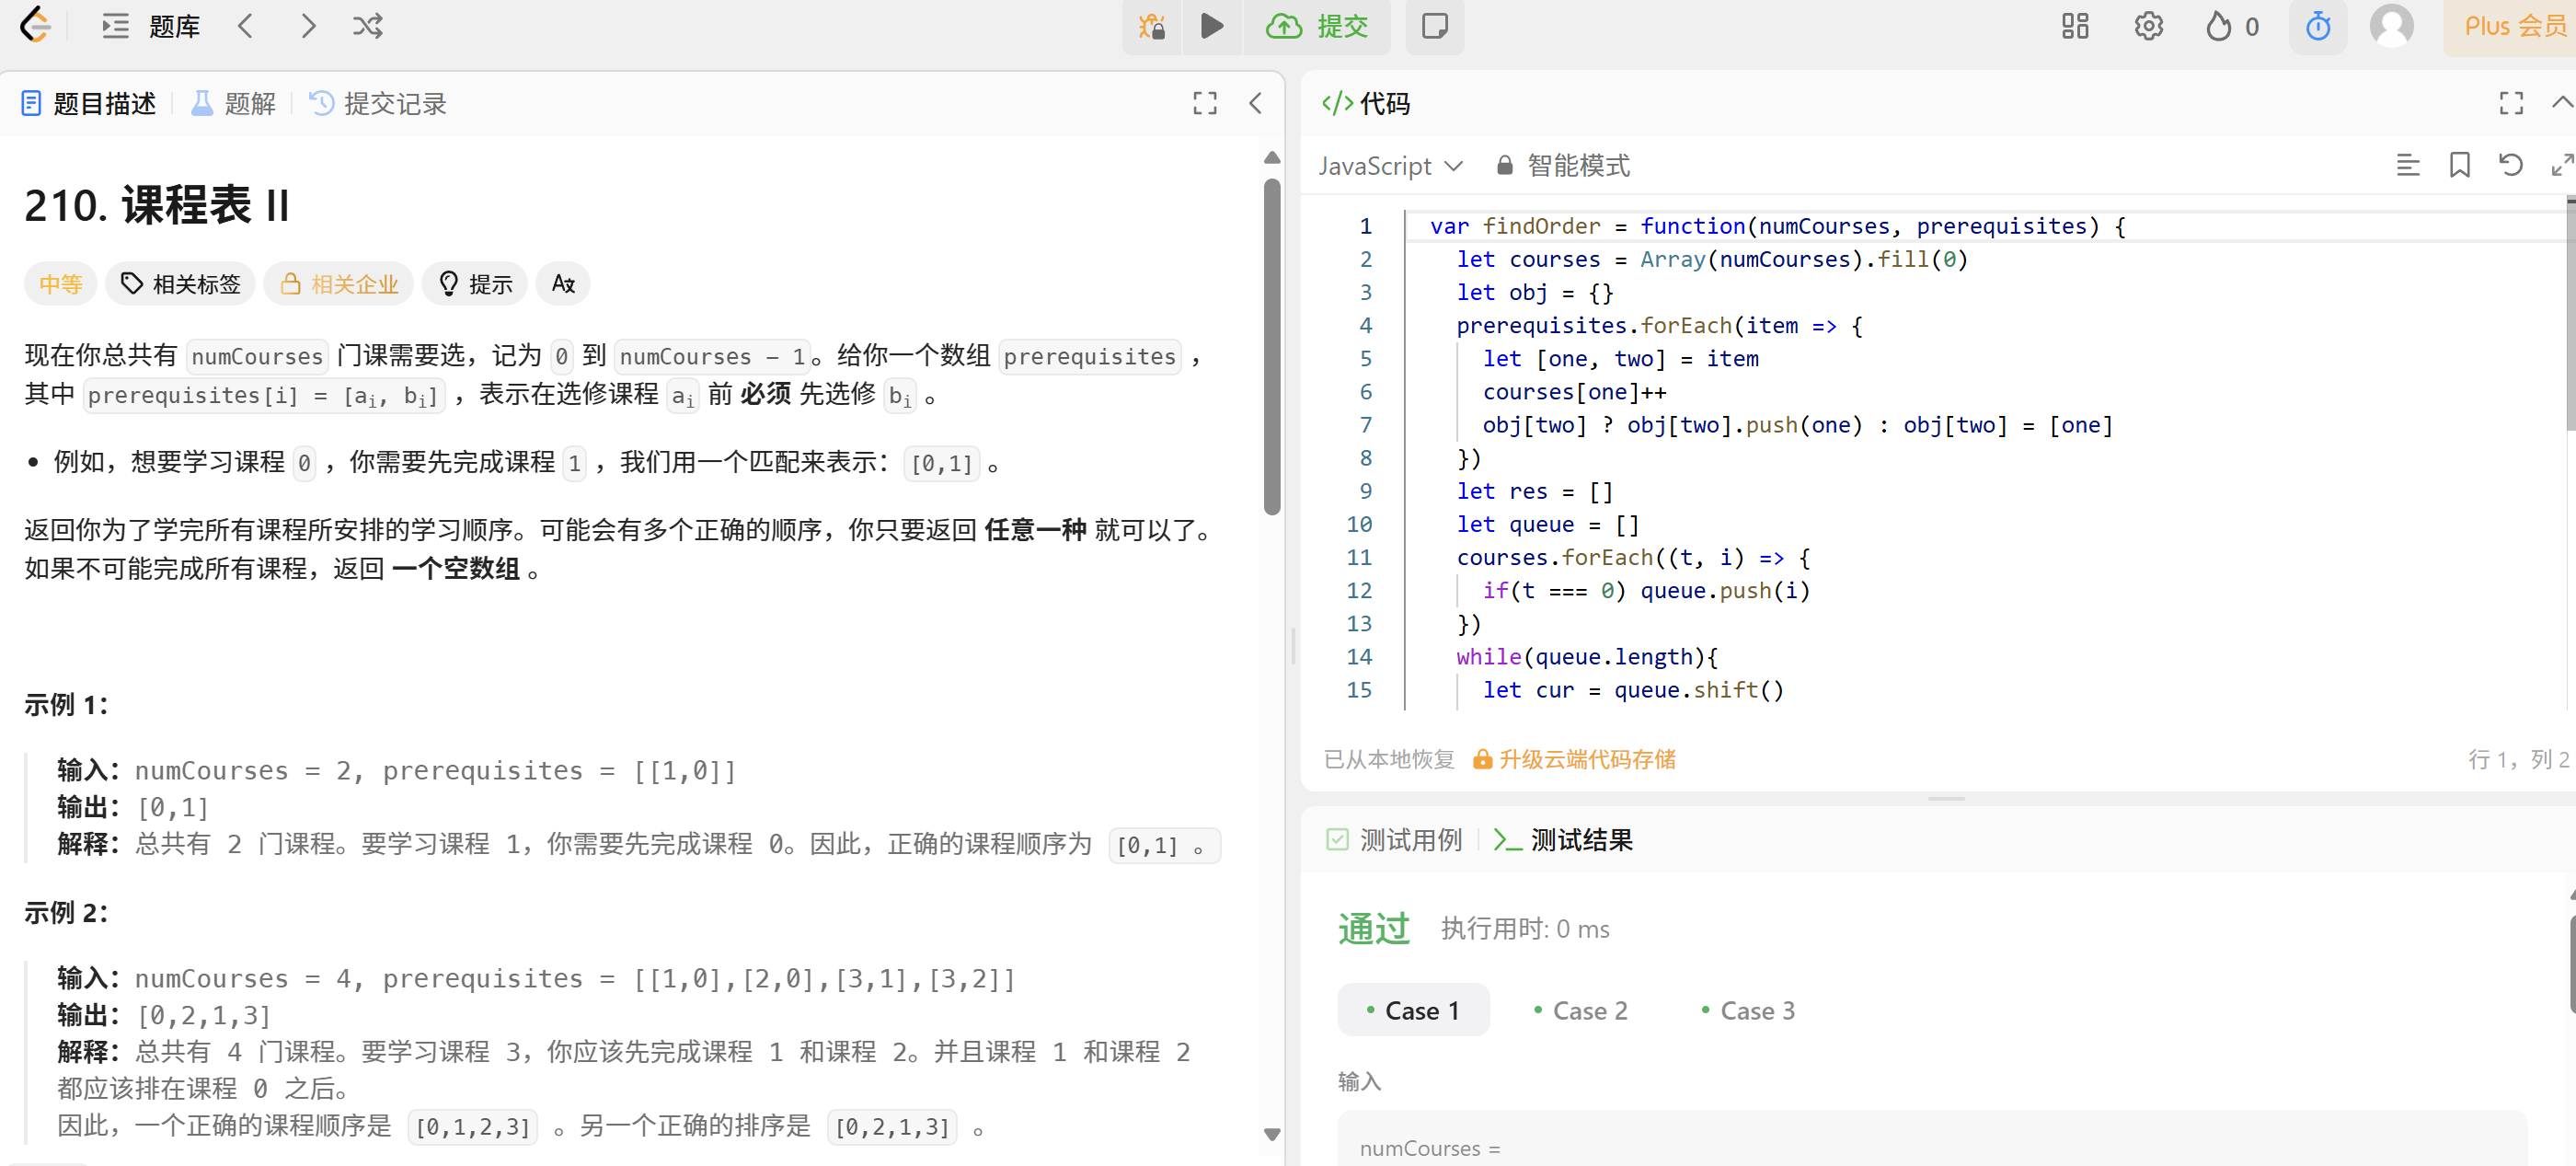 题库
提交
0
Plus 会员
题目描述
题解
提交记录
210. 课程表 II
中等
相关标签
相关企业
提示
现在你总共有 numCourses 门课需要选，记为 0 到 numCourses - 1。给你一个数组 prerequisites ，
其中 prerequisites[i] = [ai, bi] ，表示在选修课程 ai 前 必须 先选修 bi 。
• 例如，想要学习课程 0 ，你需要先完成课程 1 ，我们用一个匹配来表示：[0,1] 。
返回你为了学完所有课程所安排的学习顺序。可能会有多个正确的顺序，你只要返回 任意一种 就可以了。
如果不可能完成所有课程，返回 一个空数组 。
示例 1：
输入：numCourses = 2, prerequisites = [[1,0]]
输出：[0,1]
解释：总共有 2 门课程。要学习课程 1，你需要先完成课程 0。因此，正确的课程顺序为 [0,1] 。
示例 2：
输入：numCourses = 4, prerequisites = [[1,0],[2,0],[3,1],[3,2]]
输出：[0,2,1,3]
解释：总共有 4 门课程。要学习课程 3，你应该先完成课程 1 和课程 2。并且课程 1 和课程 2
都应该排在课程 0 之后。
因此，一个正确的课程顺序是 [0,1,2,3] 。另一个正确的排序是 [0,2,1,3] 。
</> 代码
JavaScript
智能模式
1 var findOrder = function(numCourses, prerequisites) {
2 let courses = Array(numCourses).fill(0)
3 let obj = {}
4 prerequisites.forEach(item => {
5 let [one, two] = item
6 courses[one]++
7 obj[two] ? obj[two].push(one) : obj[two] = [one]
8 })
9 let res = []
10 let queue = []
11 courses.forEach((t, i) => {
12 if(t === 0) queue.push(i)
13 })
14 while(queue.length){
15 let cur = queue.shift()
已从本地恢复 升级云端代码存储
行 1，列 2
测试用例
测试结果
通过 执行用时: 0 ms
• Case 1
• Case 2
• Case 3
输入
numCourses =